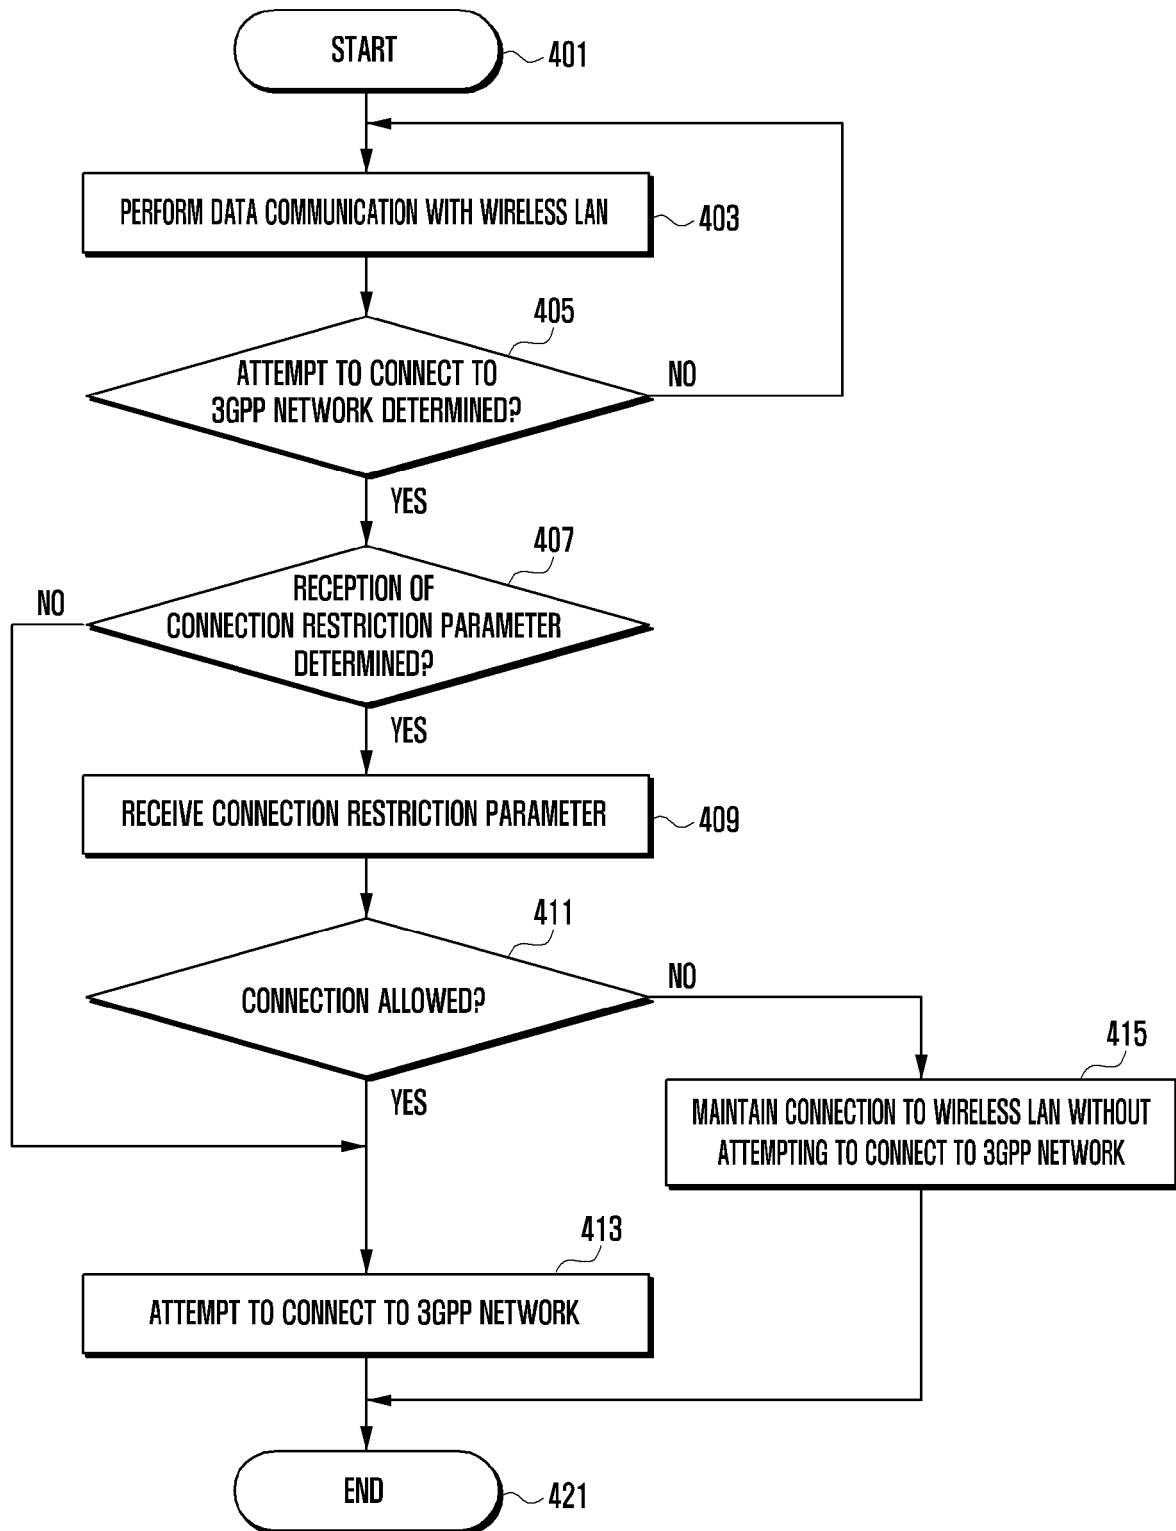 START
401
PERFORM DATA COMMUNICATION WITH WIRELESS LAN
403
405
ATTEMPT TO CONNECT TO
3GPP NETWORK DETERMINED?
NO
YES
407
NO
RECEPTION OF
CONNECTION RESTRICTION PARAMETER
DETERMINED?
YES
RECEIVE CONNECTION RESTRICTION PARAMETER
409
411
CONNECTION ALLOWED?
NO
YES
415
MAINTAIN CONNECTION TO WIRELESS LAN WITHOUT
ATTEMPTING TO CONNECT TO 3GPP NETWORK
413
ATTEMPT TO CONNECT TO 3GPP NETWORK
END
421